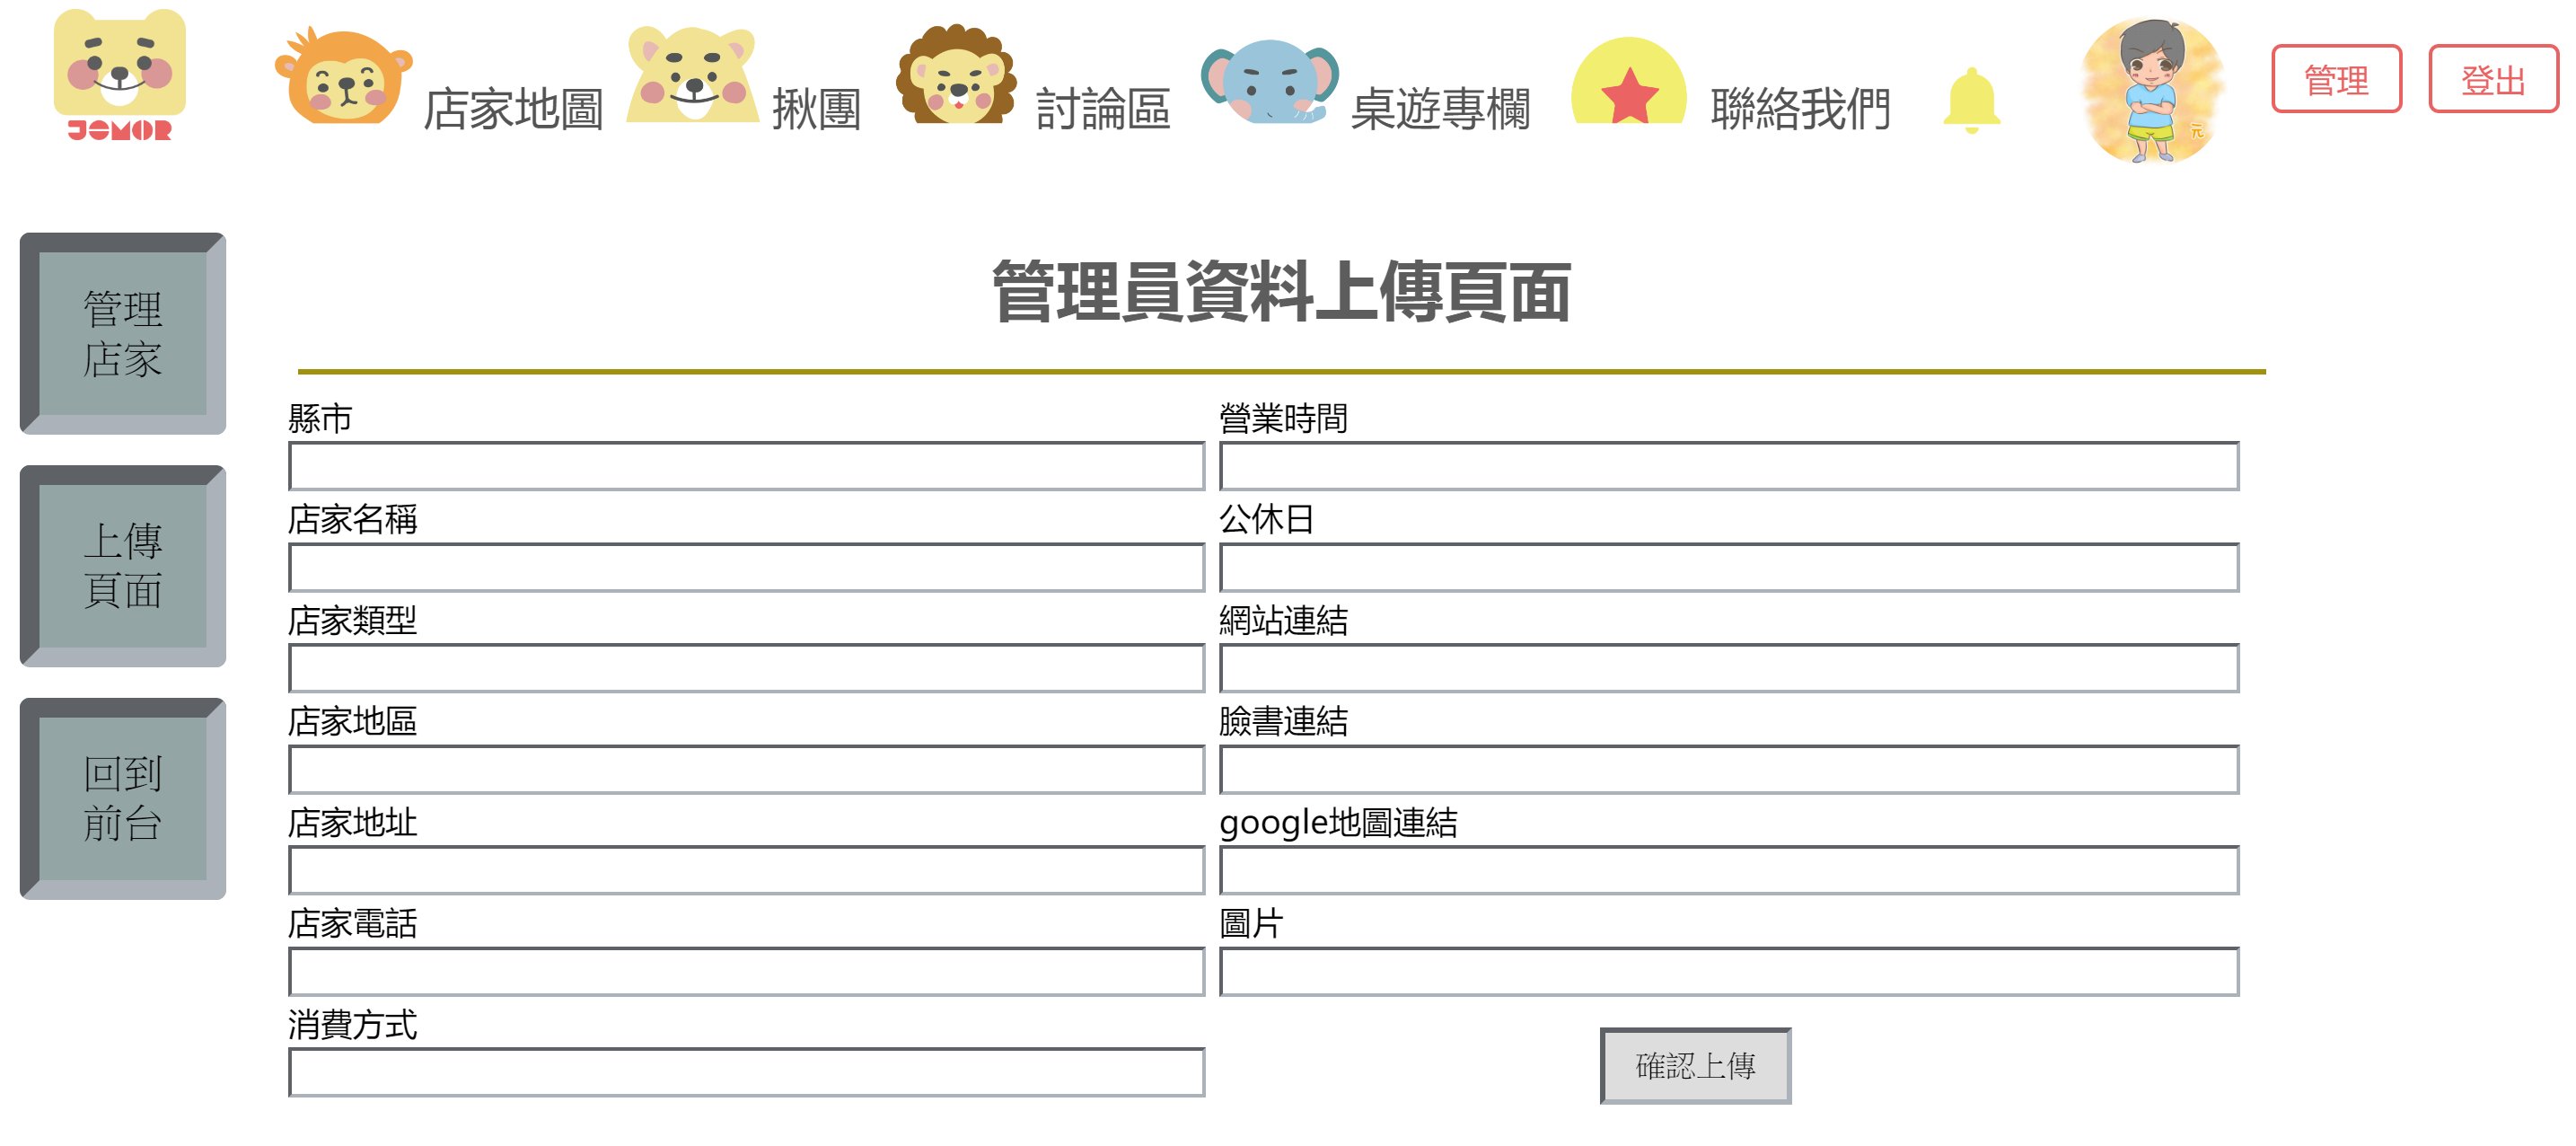 JOMOR
店家地圖
揪團
討論區
桌遊專欄
聯絡我們
元
管理
登出
管理
店家
上傳
頁面
回到
前台
管理員資料上傳頁面
縣市
營業時間
店家名稱
公休日
店家類型
網站連結
店家地區
臉書連結
店家地址
google地圖連結
店家電話
圖片
消費方式
確認上傳